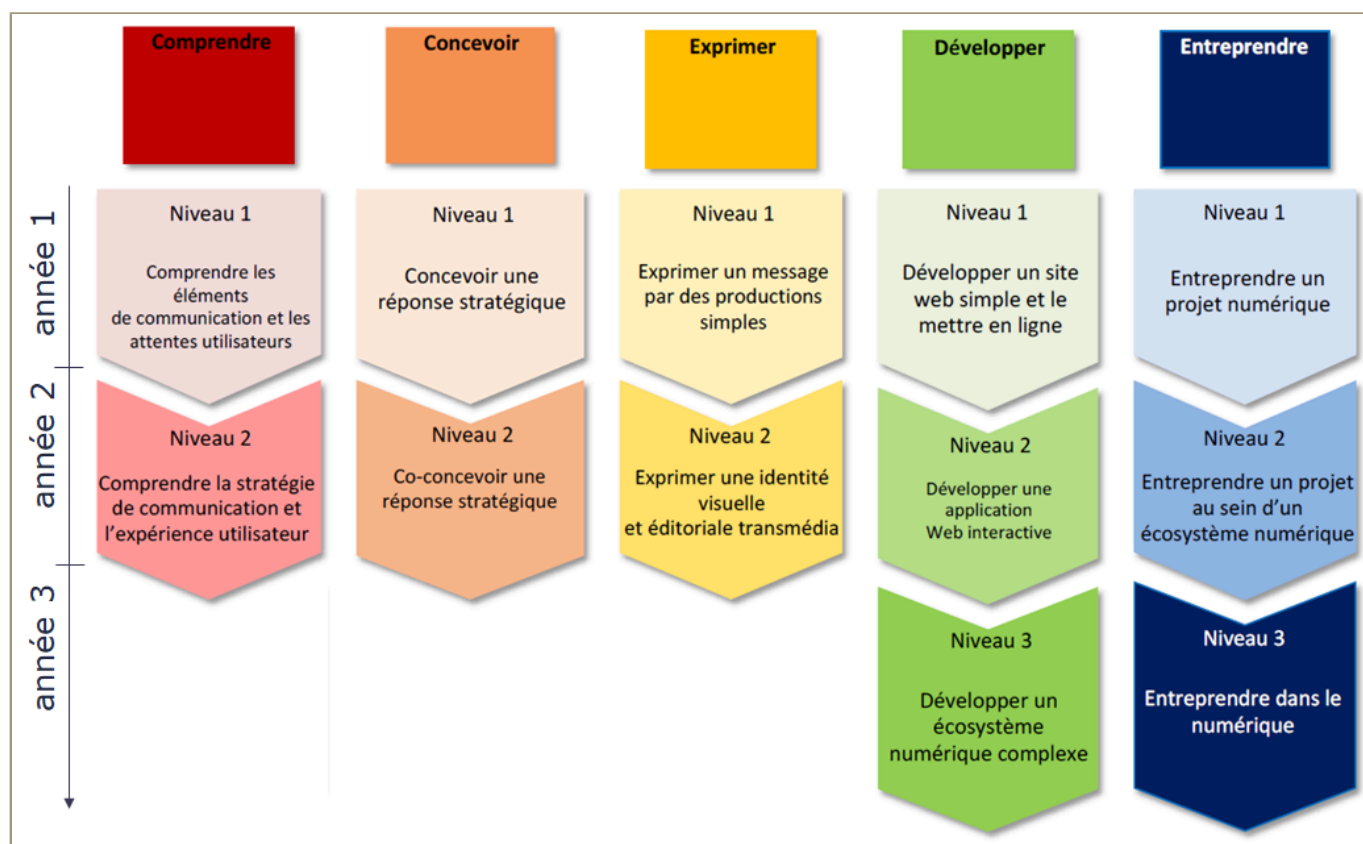 Comprendre
Concevoir
Exprimer
Développer
Entreprendre
année 1
Niveau 1
Comprendre les
éléments
de communication et les
attentes utilisateurs
Niveau 1
Concevoir une
réponse stratégique
Niveau 1
Exprimer un message
par des productions
simples
Niveau 1
Développer un site
web simple et le
mettre en ligne
Niveau 1
Entreprendre un
projet numérique
année 2
Niveau 2
Comprendre la stratégie
de communication et
l'expérience utilisateur
Niveau 2
Co-concevoir une
réponse stratégique
Niveau 2
Exprimer une identité
visuelle
et éditoriale transmédia
Niveau 2
Développer une
application
Web interactive
Niveau 2
Entreprendre un projet
au sein d'un
écosystème numérique
année 3
Niveau 3
Développer un
écosystème
numérique complexe
Niveau 3
Entreprendre dans le
numérique